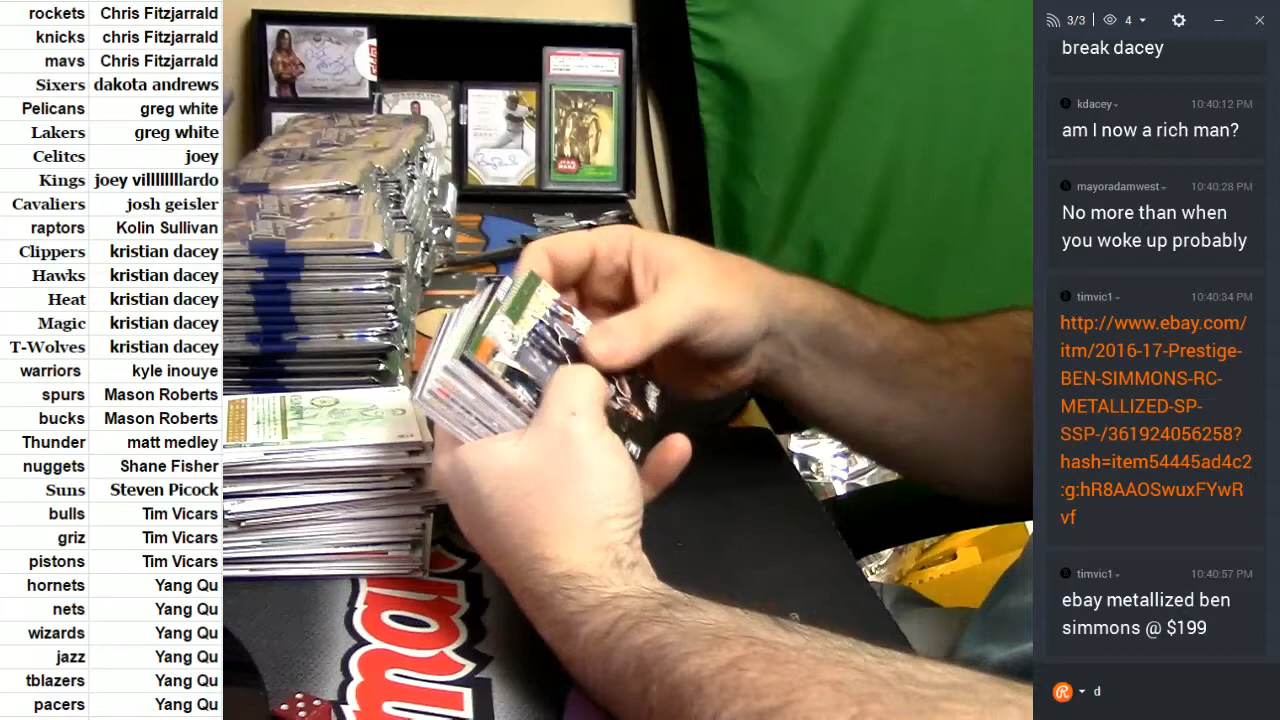 rockets Chris Fitzjarrald
knicks chris Fitzjarrald
mavs Chris Fitzjarrald
Sixers dakota andrews
Pelicans greg white
Lakers greg white
Celitcs joey
Kings joey villlllllllardo
Cavaliers josh geisler
raptors Kolin Sullivan
Clippers kristian dacey
Hawks kristian dacey
Heat kristian dacey
Magic kristian dacey
T-Wolves kristian dacey
warriors kyle inouye
spurs Mason Roberts
bucks Mason Roberts
Thunder matt medley
nuggets Shane Fisher
Suns Steven Picock
bulls Tim Vicars
griz Tim Vicars
pistons Tim Vicars
hornets Yang Qu
nets Yang Qu
wizards Yang Qu
jazz Yang Qu
tblazers Yang Qu
pacers Yang Qu
STAR WARS
3/3 4
break dacey
kdacey 10:40:12 PM
am I now a rich man?
mayoradamwest 10:40:28 PM
No more than when
you woke up probably
timvic1 10:40:34 PM
http://www.ebay.com/
itm/2016-17-Prestige-
BEN-SIMMONS-RC-
METALLIZED-SP-
SSP-/361924056258?
hash=item54445ad4c2
:g:hR8AAOSwuxFYwR
vf
timvic1 10:40:57 PM
ebay metallized ben
simmons @ $199
d